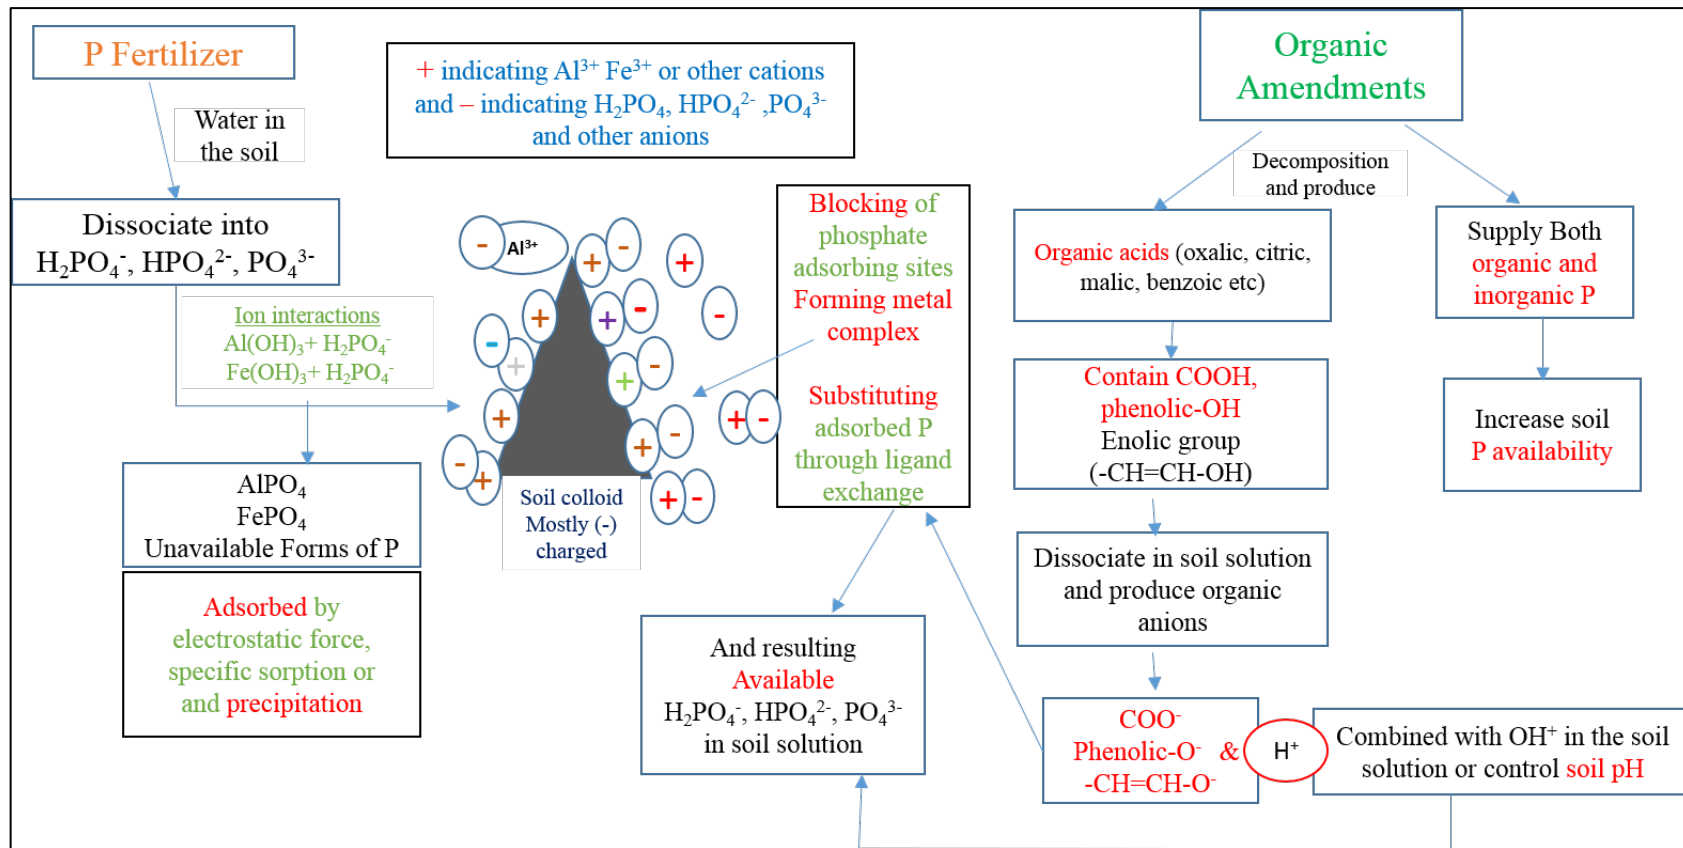 P Fertilizer
Water in
the soil
Dissociate into
H₂PO₄⁻, HPO₄²⁻, PO₄³⁻
Ion interactions
Al(OH)₃+ H₂PO₄⁻
Fe(OH)₃+ H₂PO₄⁻
AlPO₄
FePO₄
Unavailable Forms of P
Adsorbed by
electrostatic force,
specific sorption or
and precipitation
+ indicating Al³⁺ Fe³⁺ or other cations
and – indicating H₂PO₄, HPO₄²⁻ ,PO₄³⁻
and other anions
- Al³⁺
+ -
+
-
+
+ -
+
-
- +
+ -
+
+ -
+ -
- +
+ -
Soil colloid
Mostly (-)
charged
Blocking of
phosphate
adsorbing sites
Forming metal
complex
Substituting
adsorbed P
through ligand
exchange
And resulting
Available
H₂PO₄⁻, HPO₄²⁻, PO₄³⁻
in soil solution
Organic
Amendments
Decomposition
and produce
Organic acids (oxalic, citric,
malic, benzoic etc)
Contain COOH,
phenolic-OH
Enolic group
(-CH=CH-OH)
Dissociate in soil solution
and produce organic
anions
COO⁻
Phenolic-O⁻ &
-CH=CH-O⁻
H⁺
Combined with OH⁺ in the soil
solution or control soil pH
Supply Both
organic and
inorganic P
Increase soil
P availability